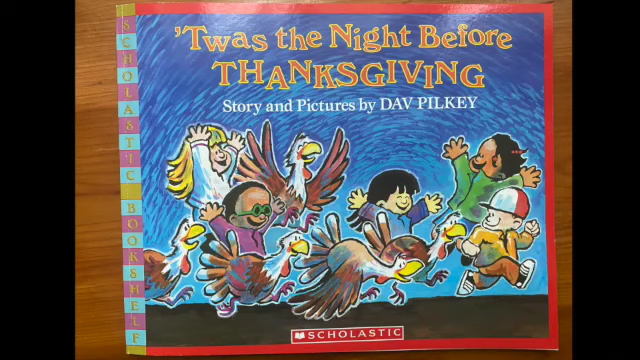 'Twas the Night Before
THANKSGIVING
Story and Pictures by DAV PILKEY
SCHOLASTIC BOOKSHELF
SCHOLASTIC